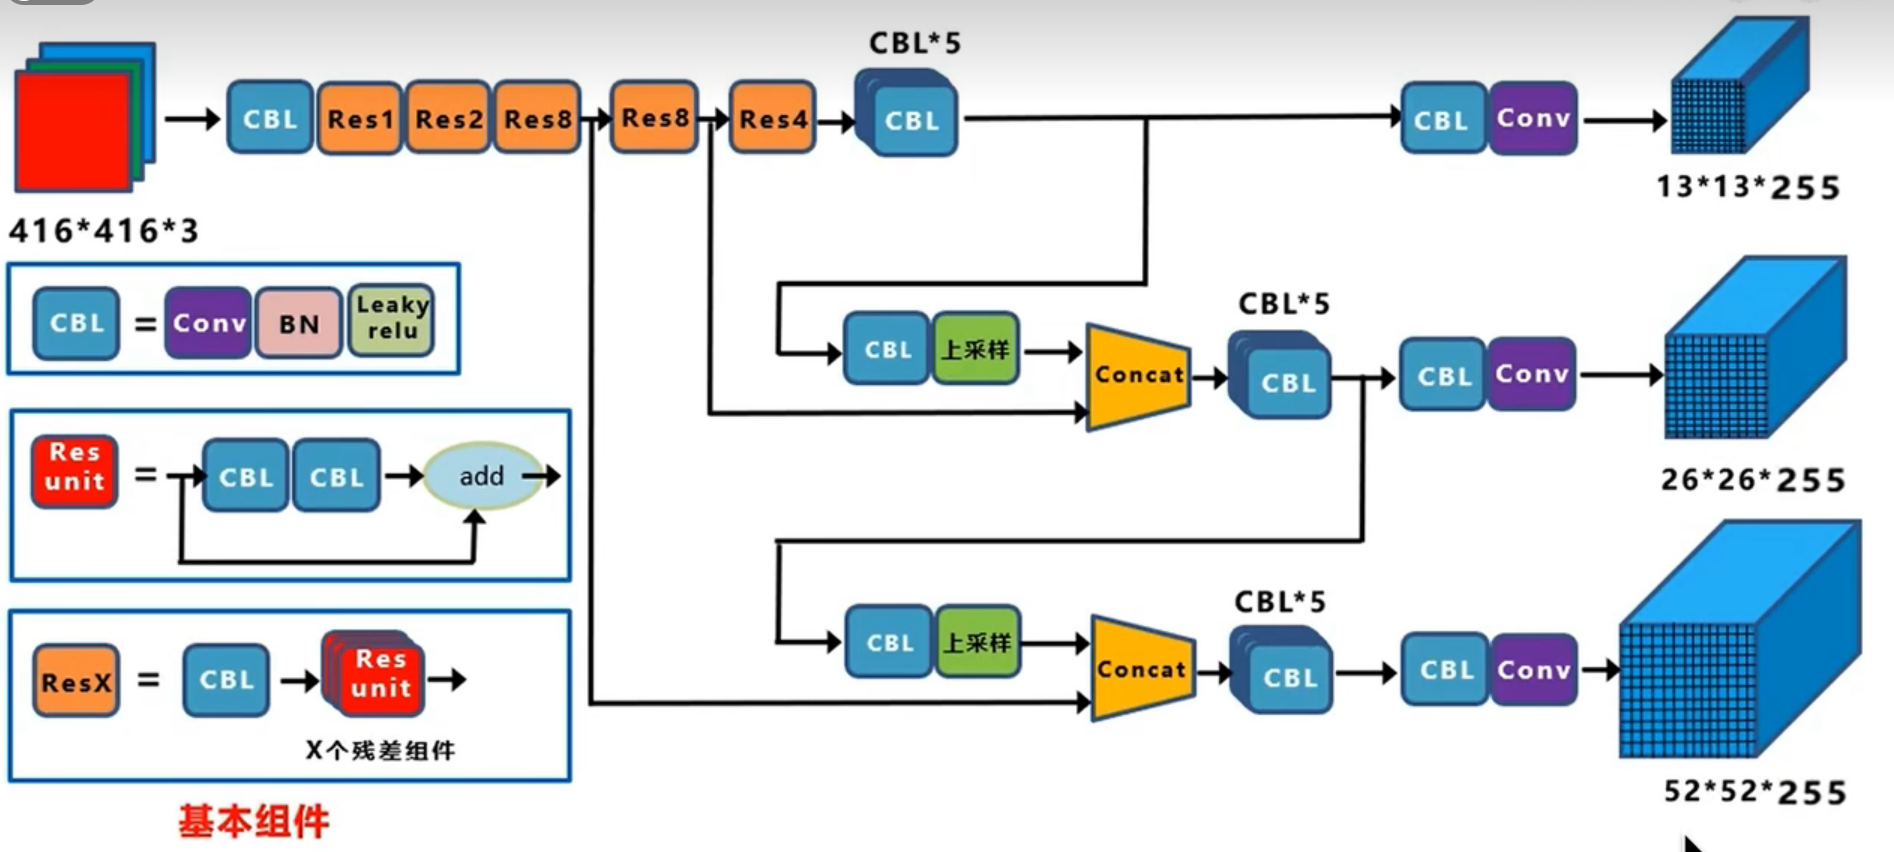 CBL*5
CBL Res1 Res2 Res8 Res8 Res4 CBL CBL Conv
13*13*255
416*416*3
CBL = Conv BN Leaky relu
CBL*5
CBL 上采样 Concat CBL CBL Conv
26*26*255
Res unit = CBL CBL add
CBL*5
CBL 上采样 Concat CBL CBL Conv
52*52*255
ResX = CBL Res unit
X个残差组件
基本组件